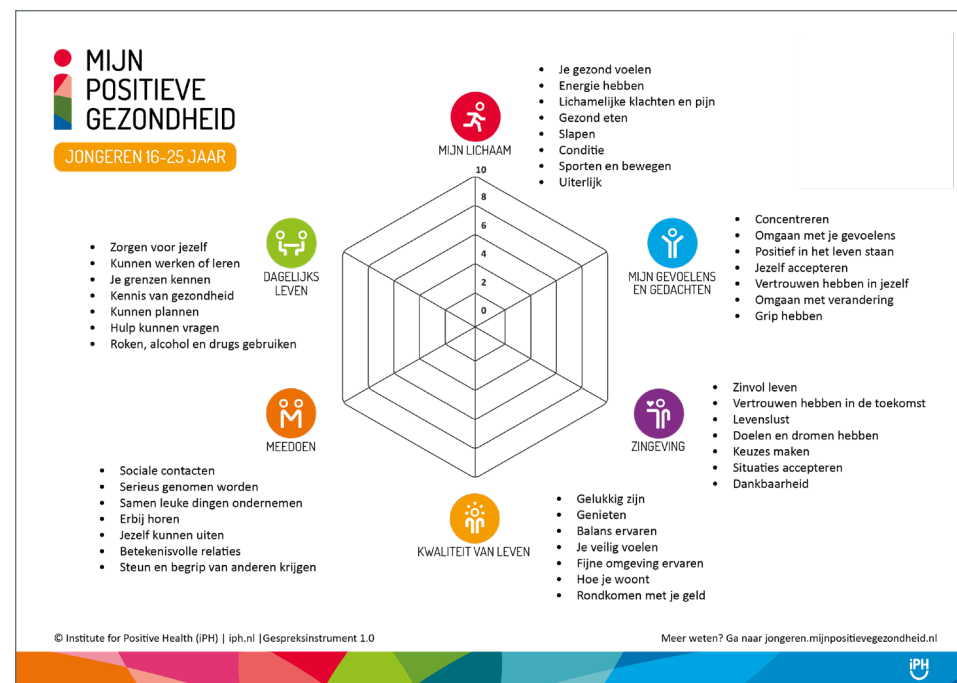 MIJN
POSITIEVE
GEZONDHEID
JONGEREN 16-25 JAAR
MIJN LICHAAM
• Je gezond voelen
• Energie hebben
• Lichamelijke klachten en pijn
• Gezond eten
• Slapen
• Conditie
• Sporten en bewegen
• Uiterlijk
10
8
6
4
2
0
MIJN GEVOELENS
EN GEDACHTEN
• Concentreren
• Omgaan met je gevoelens
• Positief in het leven staan
• Jezelf accepteren
• Vertrouwen hebben in jezelf
• Omgaan met verandering
• Grip hebben
ZINGEVING
• Zinvol leven
• Vertrouwen hebben in de toekomst
• Levenslust
• Doelen en dromen hebben
• Keuzes maken
• Situaties accepteren
• Dankbaarheid
KWALITEIT VAN LEVEN
• Gelukkig zijn
• Genieten
• Balans ervaren
• Je veilig voelen
• Fijne omgeving ervaren
• Hoe je woont
• Rondkomen met je geld
MEEDOEN
• Sociale contacten
• Serieus genomen worden
• Samen leuke dingen ondernemen
• Erbij horen
• Jezelf kunnen uiten
• Betekenisvolle relaties
• Steun en begrip van anderen krijgen
DAGELIJKS
LEVEN
• Zorgen voor jezelf
• Kunnen werken of leren
• Je grenzen kennen
• Kennis van gezondheid
• Kunnen plannen
• Hulp kunnen vragen
• Roken, alcohol en drugs gebruiken
© Institute for Positive Health (iPH) | iph.nl |Gespreksinstrument 1.0
Meer weten? Ga naar jongeren.mijnpositievegezondheid.nl
iPH